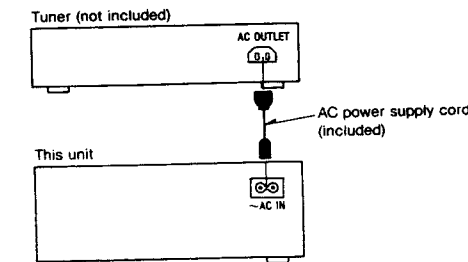 Tuner (not included)
AC OUTLET
AC power supply cord
(included)
This unit
~AC IN